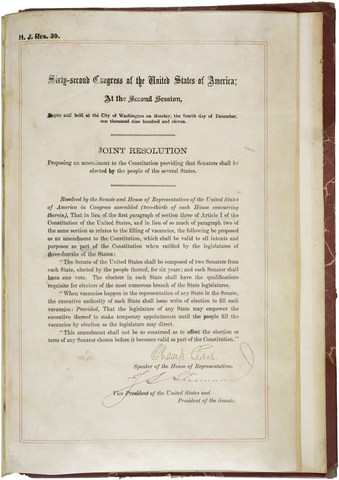 H. J. Res. 39.
Sixty-second Congress of the United States of America;
At the Second Session,
Begun and held at the City of Washington on Monday, the fourth day of December,
one thousand nine hundred and eleven.
JOINT RESOLUTION
Proposing an amendment to the Constitution providing that Senators shall be
elected by the people of the several States.
Resolved by the Senate and House of Representatives of the United States
of America in Congress assembled (two-thirds of each House concurring
therein), That in lieu of the first paragraph of section three of Article I of the
Constitution of the United States, and in lieu of so much of paragraph two of
the same section as relates to the filling of vacancies, the following be proposed
as an amendment to the Constitution, which shall be valid to all intents and
purposes as part of the Constitution when ratified by the legislatures of
three-fourths of the States:
"The Senate of the United States shall be composed of two Senators from
each State, elected by the people thereof, for six years; and each Senator shall
have one vote. The electors in each State shall have the qualifications
requisite for electors of the most numerous branch of the State legislatures.
"When vacancies happen in the representation of any State in the Senate,
the executive authority of such State shall issue writs of election to fill such
vacancies: Provided, That the legislature of any State may empower the
executive thereof to make temporary appointments until the people fill the
vacancies by election as the legislature may direct.
"This amendment shall not be so construed as to affect the election or
term of any Senator chosen before it becomes valid as part of the Constitution."
Champ Clark
Speaker of the House of Representatives.
Vice President of the United States and
President of the Senate.